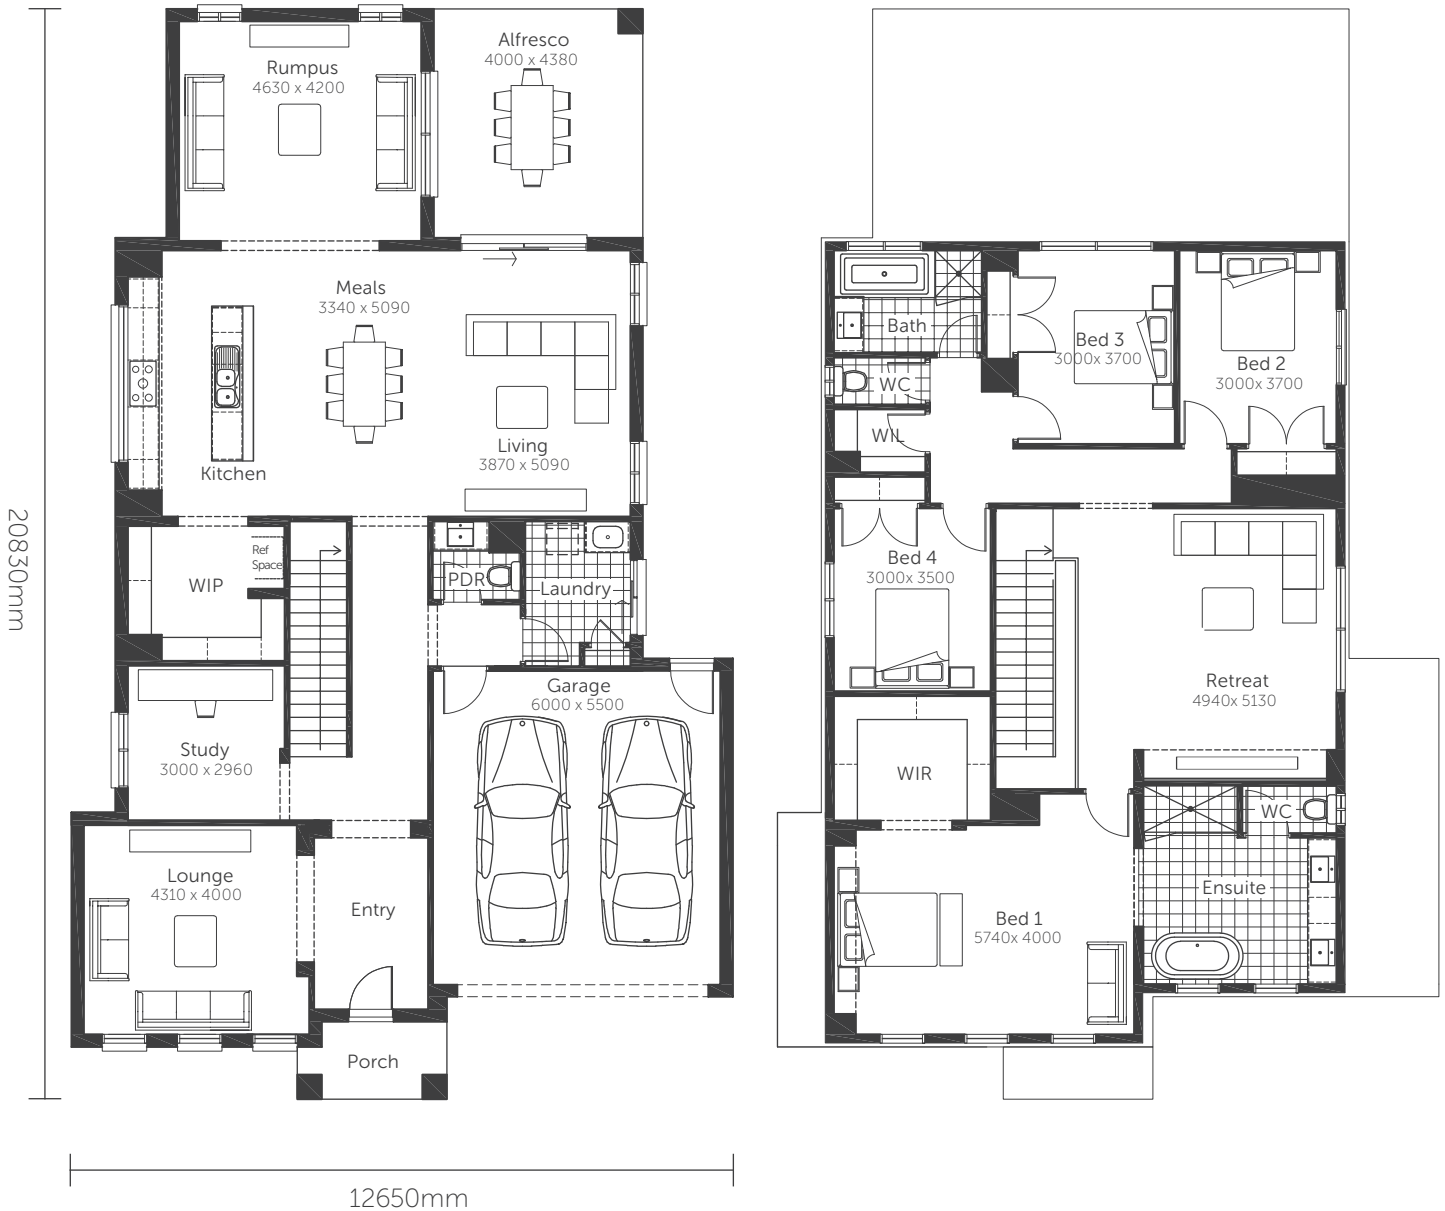 Rumpus
4630 x 4200
Alfresco
4000 x 4380
Meals
3340 x 5090
Living
3870 x 5090
Kitchen
20830mm
Ref
Space
WIP
PDR
Laundry
Garage
6000 x 5500
Study
3000 x 2960
Lounge
4310 x 4000
Entry
Porch
12650mm
Bath
Bed 3
3000x 3700
Bed 2
3000x 3700
WC
WIL
Bed 4
3000x 3500
Retreat
4940x 5130
WIR
WC
Ensuite
Bed 1
5740x 4000